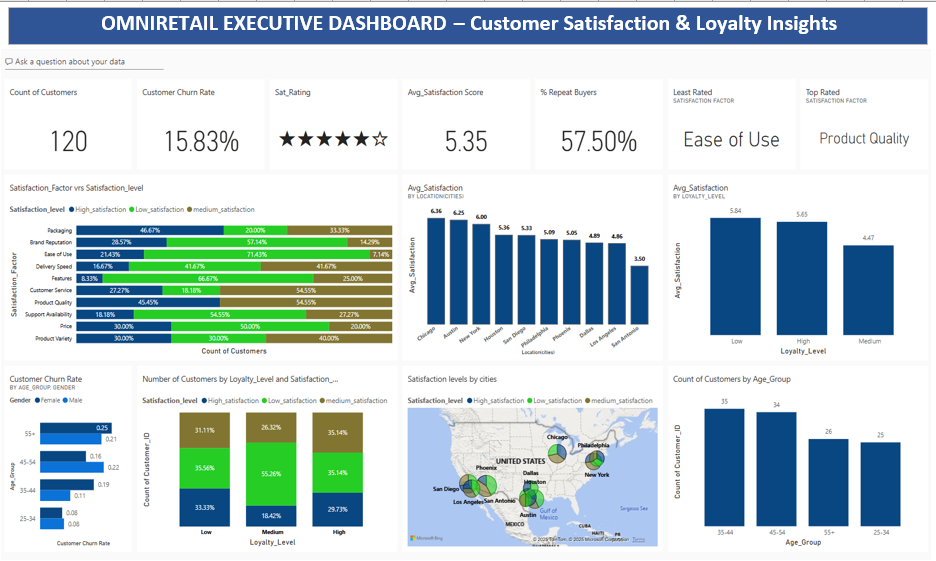 OMNIRETAIL EXECUTIVE DASHBOARD – Customer Satisfaction & Loyalty Insights
Ask a question about your data
Count of Customers
120
Customer Churn Rate
15.83%
Sat_Rating
★★★★★☆
Avg_Satisfaction Score
5.35
% Repeat Buyers
57.50%
Least Rated
SATISFACTION FACTOR
Ease of Use
Top Rated
SATISFACTION FACTOR
Product Quality
Satisfaction_Factor vrs Satisfaction_level
Satisfaction_level High_satisfaction Low_satisfaction medium_satisfaction
Satisfaction_Factor
Packaging 46.67% 20.00% 33.33%
Brand Reputation 28.57% 57.14% 14.29%
Ease of Use 21.43% 71.43% 7.14%
Delivery Speed 16.67% 41.67% 41.67%
Features 8.33% 66.67% 25.00%
Customer Service 27.27% 18.18% 54.55%
Product Quality 45.45% 54.55%
Support Availability 18.18% 54.55% 27.27%
Price 30.00% 50.00% 20.00%
Product Variety 30.00% 30.00% 40.00%
Count of Customers
Avg_Satisfaction
BY LOCATION(CITIES)
Avg_Satisfaction
6.36 6.25 6.00 5.36 5.33 5.09 5.05 4.89 4.86 3.50
Chicago Austin New York Houston San Diego Philadelphia Phoenix Dallas Los Angeles San Antonio
Location(cities)
Avg_Satisfaction
BY LOYALTY_LEVEL
Avg_Satisfaction
5.84 5.65 4.47
Low High Medium
Loyalty_Level
Customer Churn Rate
BY AGE_GROUP, GENDER
Gender Female Male
Age_Group
55+ 0.25
0.21
45-54 0.16
0.22
35-44 0.19
0.11
25-34 0.06
0.08
Customer Churn Rate
Number of Customers by Loyalty_Level and Satisfaction_...
Satisfaction_level High_satisfaction Low_satisfaction medium_satisfaction
Count of Customer_ID
31.11% 26.32% 35.14%
35.56% 55.26% 35.14%
33.33% 18.42% 29.73%
Low Medium High
Loyalty_Level
Satisfaction levels by cities
Satisfaction_level High_satisfaction Low_satisfaction medium_satisfaction
Chicago
Philadelphia
UNITED STATES
New York
Phoenix
Dallas
Houston
San Diego
Los Angeles
San Antonio
Austin
Gulf of
Mexico
Sargasso Sea
MEXICO
CUBA
HAITI
PR
Microsoft Bing
© 2025 TomTom, © 2025 Microsoft Corporation Terms
Count of Customers by Age_Group
Count of Customer_ID
35 34 26 25
35-44 45-54 55+ 25-34
Age_Group